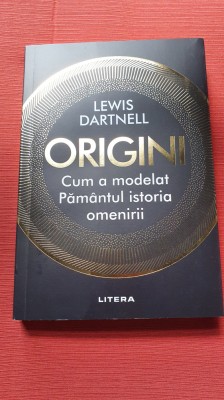 LEWIS
DARTNELL
ORIGINI
Cum a modelat
Pământul istoria
omenirii
LITERA